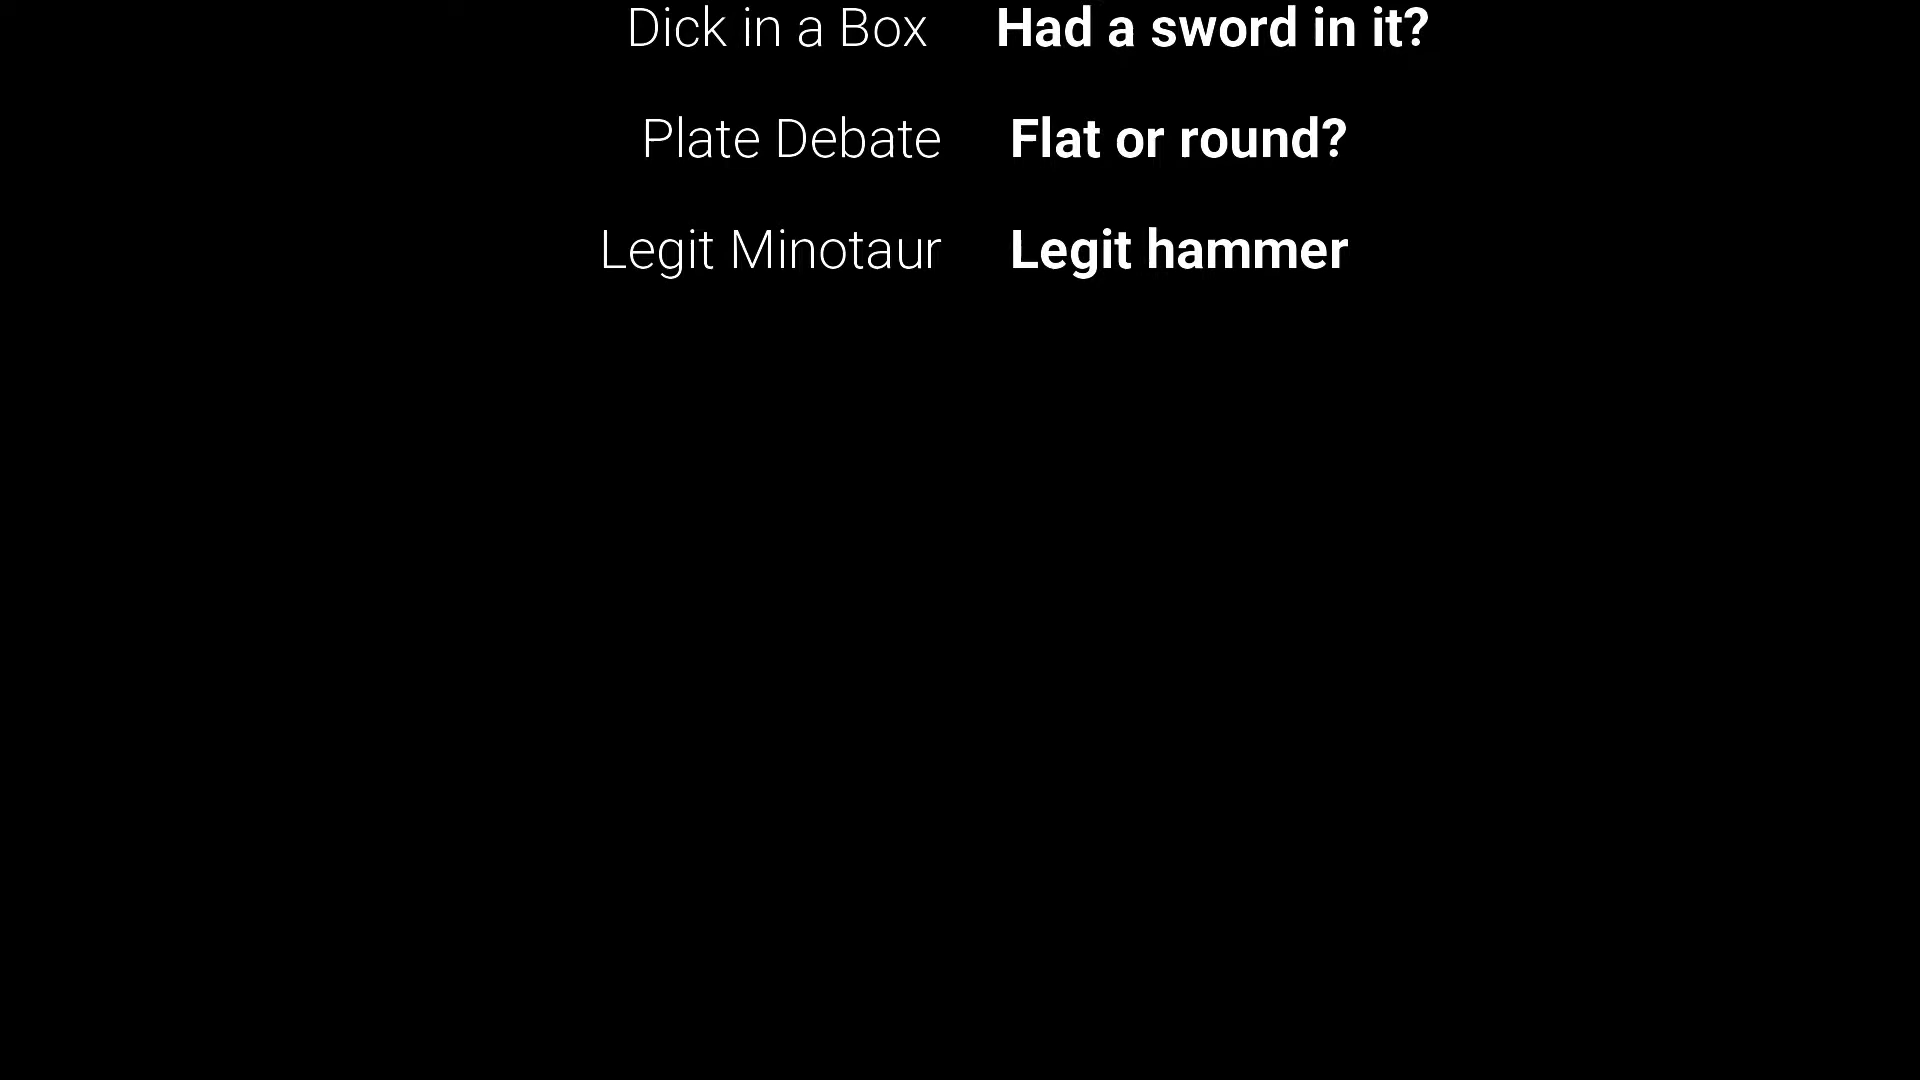 Dick in a Box Had a sword in it?
Plate Debate Flat or round?
Legit Minotaur Legit hammer